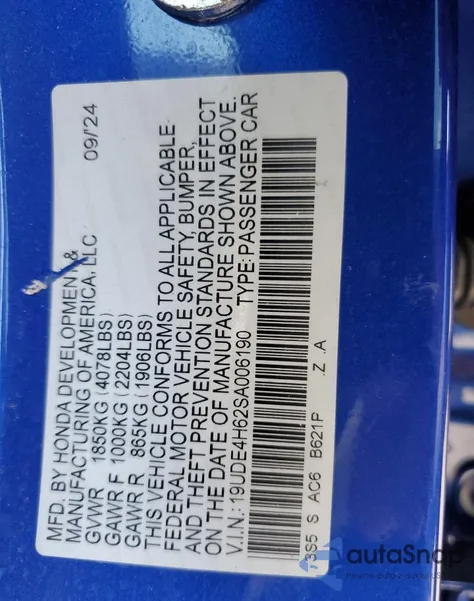 MFD. BY HONDA DEVELOPMENT &
MANUFACTURING OF AMERICA, LLC 09/'24
GVWR 1850KG (4078LBS)
GAWR F 1000KG (2204LBS)
GAWR R 865KG (1906LBS)
THIS VEHICLE CONFORMS TO ALL APPLICABLE
FEDERAL MOTOR VEHICLE SAFETY, BUMPER,
AND THEFT PREVENTION STANDARDS IN EFFECT
ON THE DATE OF MANUFACTURE SHOWN ABOVE.
V.I.N.: 19UDE4H62SA006190 TYPE: PASSENGER CAR
3S5 S AC6 B621P .Z .A
autoSnap